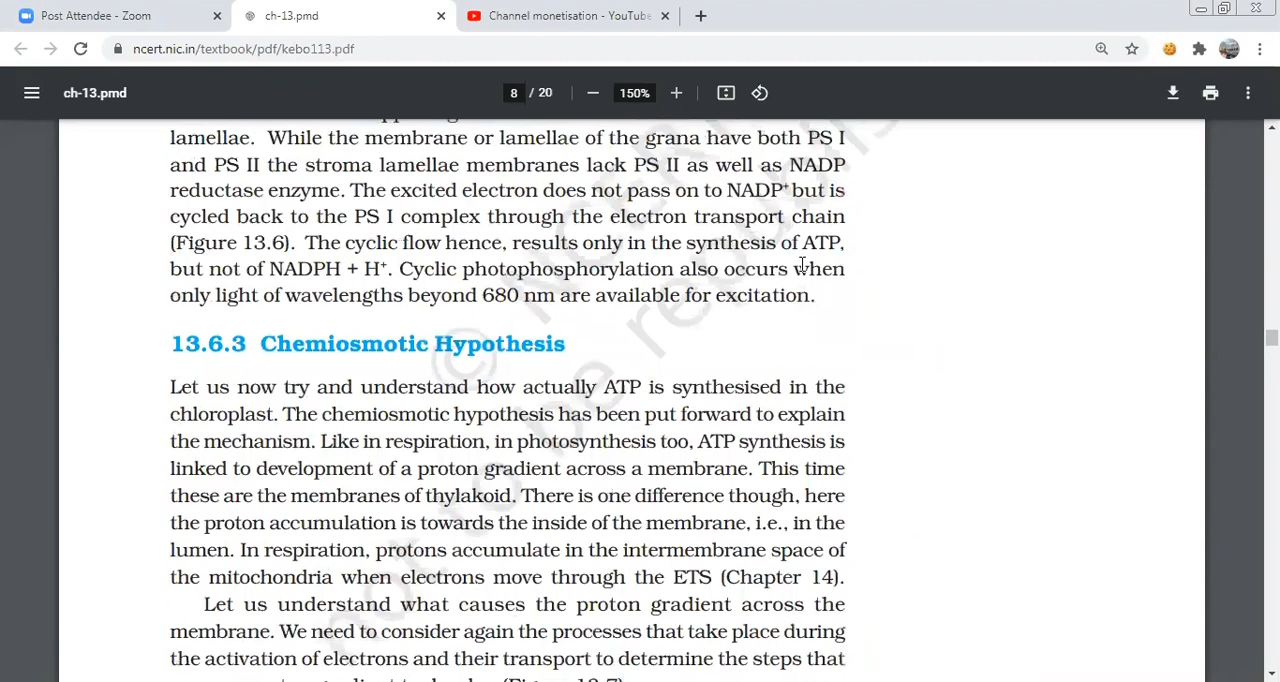 Post Attendee - Zoom
ch-13.pmd
Channel monetisation - YouTube
ncert.nic.in/textbook/pdf/kebo113.pdf
ch-13.pmd
8 / 20
150%
lamellae. While the membrane or lamellae of the grana have both PS I
and PS II the stroma lamellae membranes lack PS II as well as NADP
reductase enzyme. The excited electron does not pass on to NADP⁺ but is
cycled back to the PS I complex through the electron transport chain
(Figure 13.6). The cyclic flow hence, results only in the synthesis of ATP,
but not of NADPH + H⁺. Cyclic photophosphorylation also occurs when
only light of wavelengths beyond 680 nm are available for excitation.
13.6.3 Chemiosmotic Hypothesis
Let us now try and understand how actually ATP is synthesised in the
chloroplast. The chemiosmotic hypothesis has been put forward to explain
the mechanism. Like in respiration, in photosynthesis too, ATP synthesis is
linked to development of a proton gradient across a membrane. This time
these are the membranes of thylakoid. There is one difference though, here
the proton accumulation is towards the inside of the membrane, i.e., in the
lumen. In respiration, protons accumulate in the intermembrane space of
the mitochondria when electrons move through the ETS (Chapter 14).
Let us understand what causes the proton gradient across the
membrane. We need to consider again the processes that take place during
the activation of electrons and their transport to determine the steps that
© NCERT
not to be republis